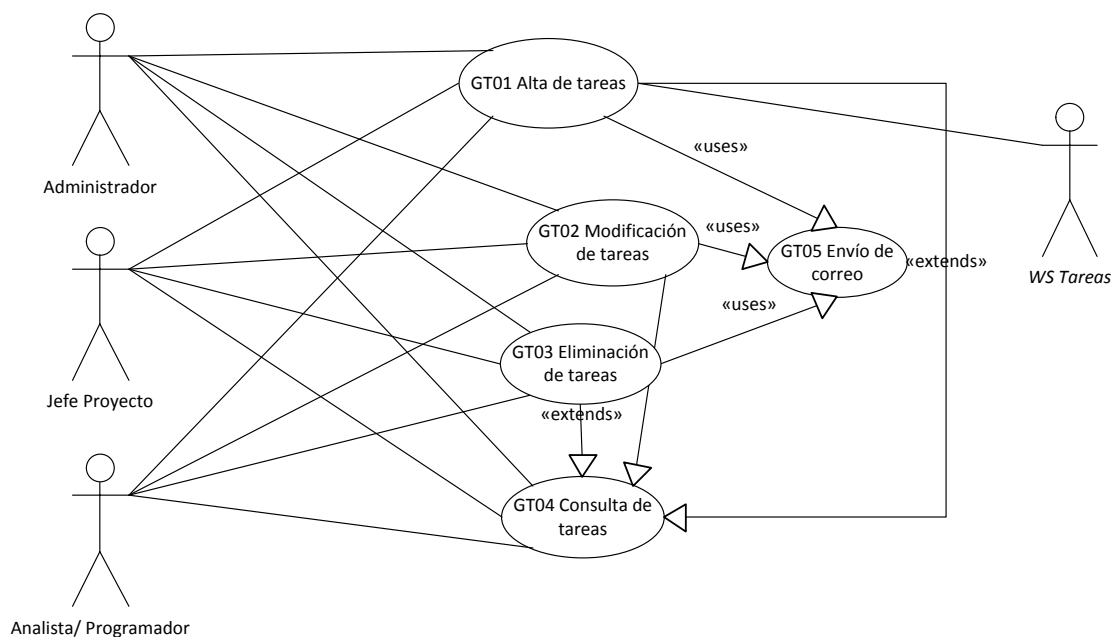 GT01 Alta de tareas
«uses»
Administrador
GT02 Modificación
de tareas
«uses»
GT05 Envío de
correo
«extends»
WS Tareas
«uses»
GT03 Eliminación
de tareas
Jefe Proyecto
«extends»
GT04 Consulta de
tareas
Analista/ Programador